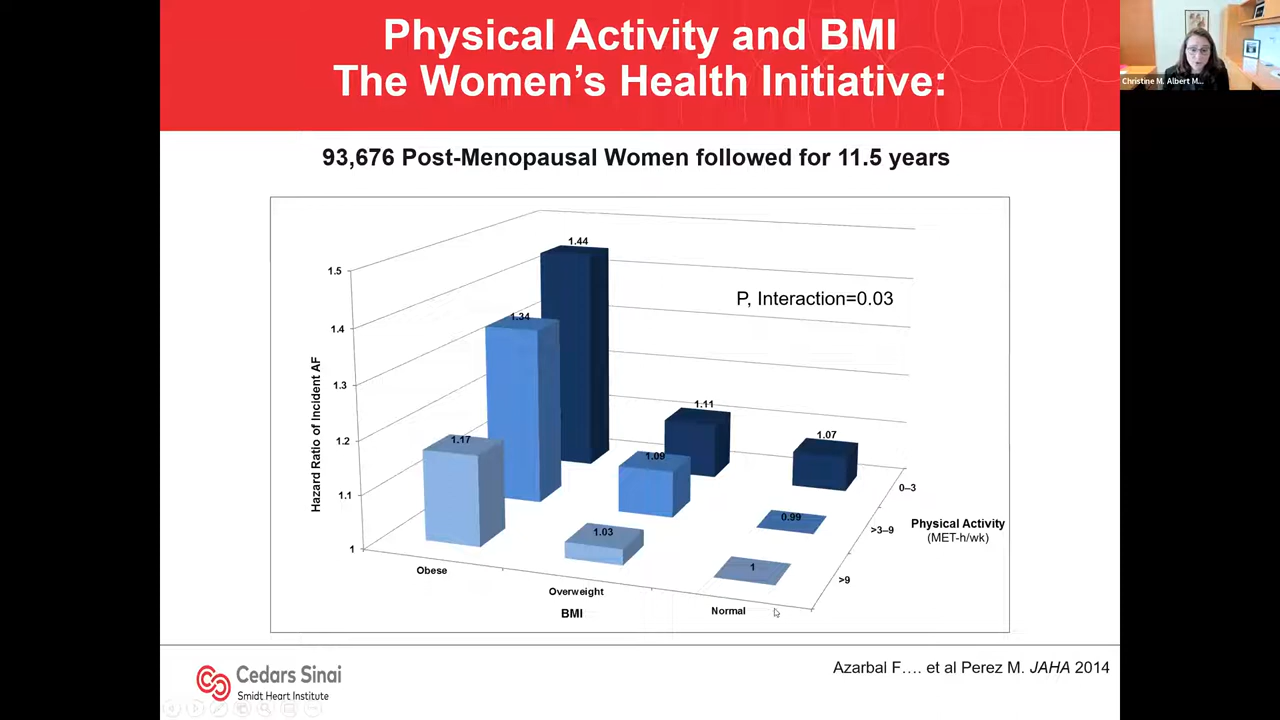 Physical Activity and BMI
The Women's Health Initiative:
Christine M. Albert M...
93,676 Post-Menopausal Women followed for 11.5 years
P, Interaction=0.03
Hazard Ratio of Incident AF
1.5
1.4
1.3
1.2
1.1
1
1.44
1.34
1.17
1.11
1.09
1.03
1.07
0.99
1
0–3
>3–9
>9
Physical Activity
(MET-h/wk)
Obese
Overweight
Normal
BMI
Cedars Sinai
Smidt Heart Institute
Azarbal F.... et al Perez M. JAHA 2014